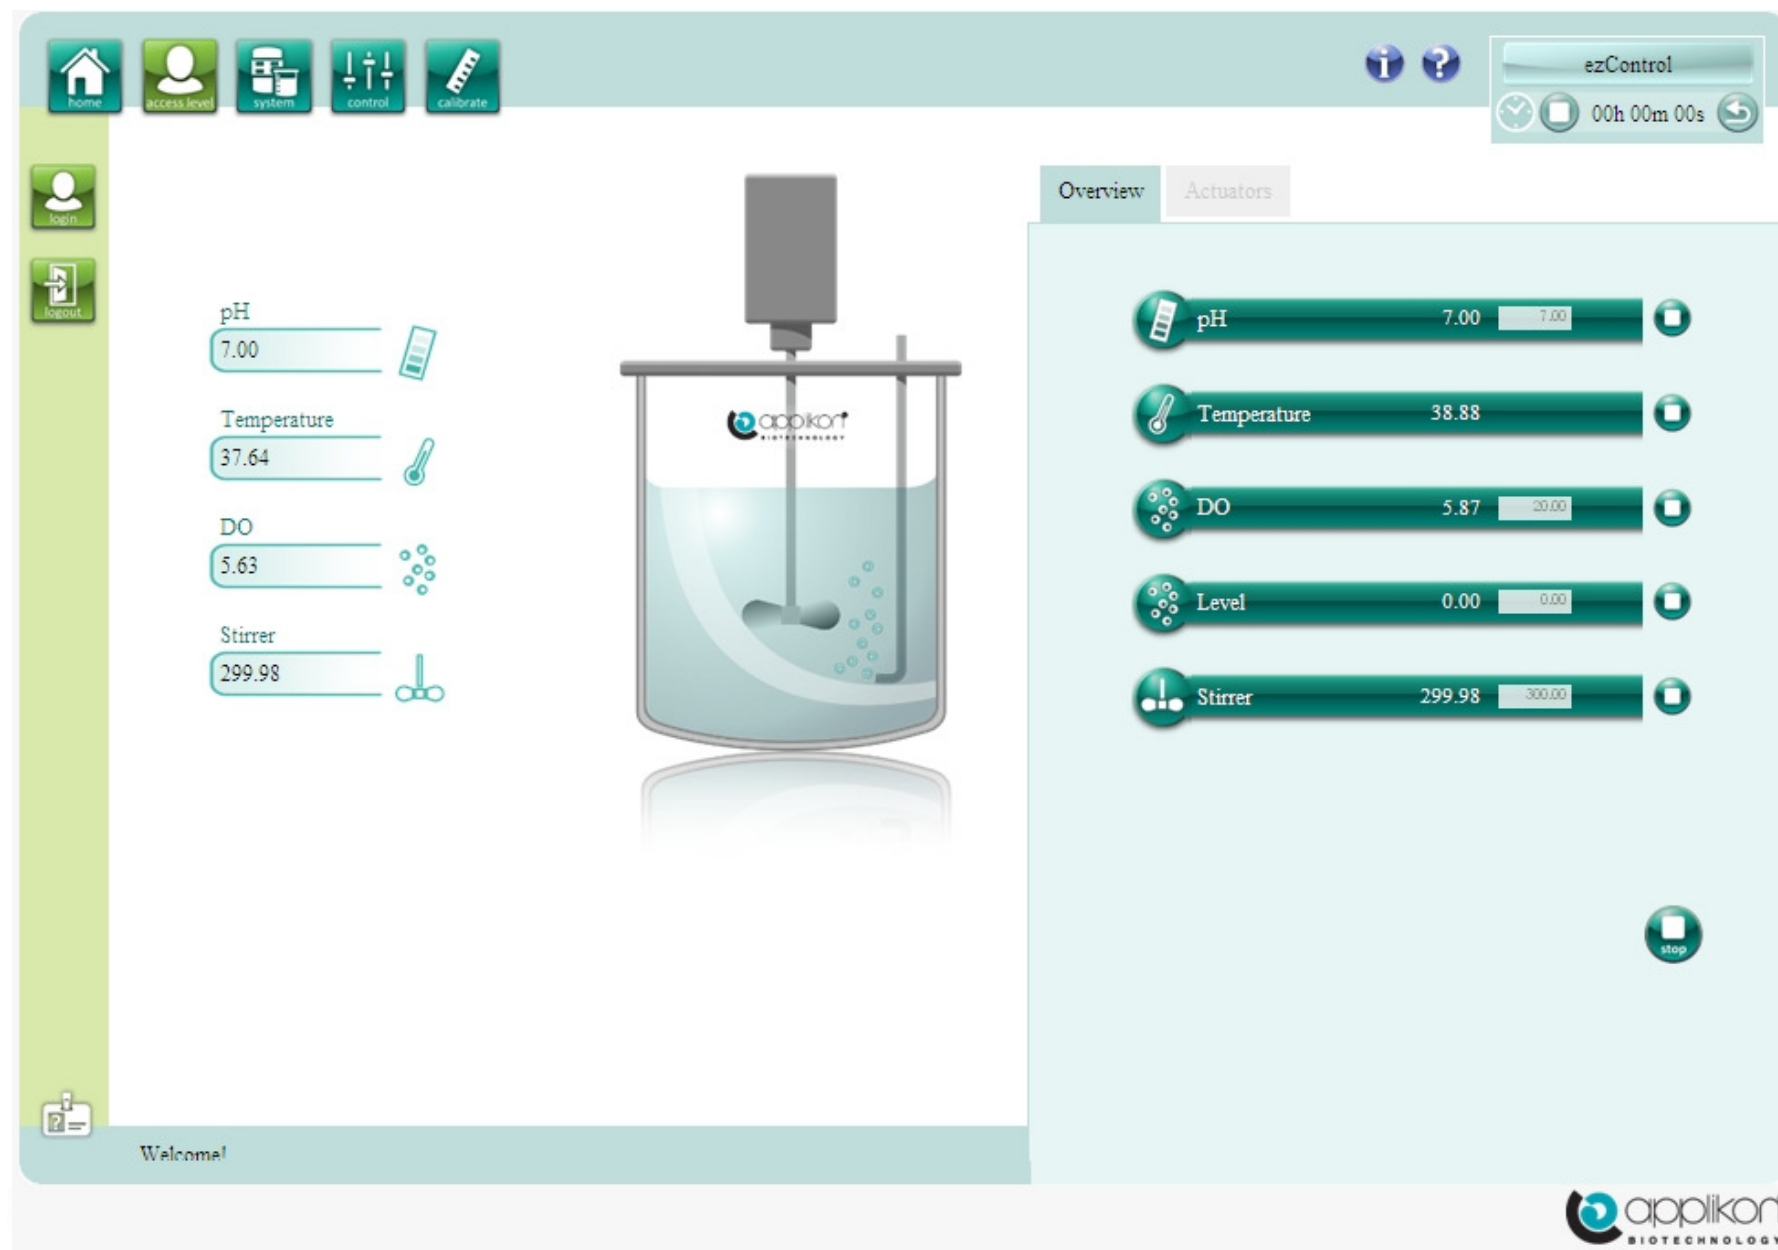 home
access level
system
control
calibrate
ezControl
00h 00m 00s
login
logout
pH
7.00
Temperature
37.64
DO
5.63
Stirrer
299.98
applikon
BIOTECHNOLOGY
Overview
Actuators
pH 7.00 7.00
Temperature 38.88
DO 5.87 20.00
Level 0.00 0.00
Stirrer 299.98 300.00
stop
Welcome!
applikon
BIOTECHNOLOGY